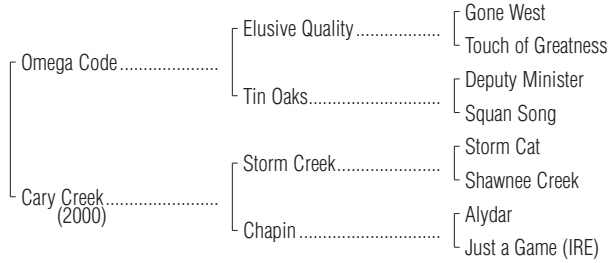 Gone West
Elusive Quality
Touch of Greatness
Omega Code
Deputy Minister
Tin Oaks
Squan Song
Storm Cat
Storm Creek
Shawnee Creek
Cary Creek
(2000)
Alydar
Chapin
Just a Game (IRE)